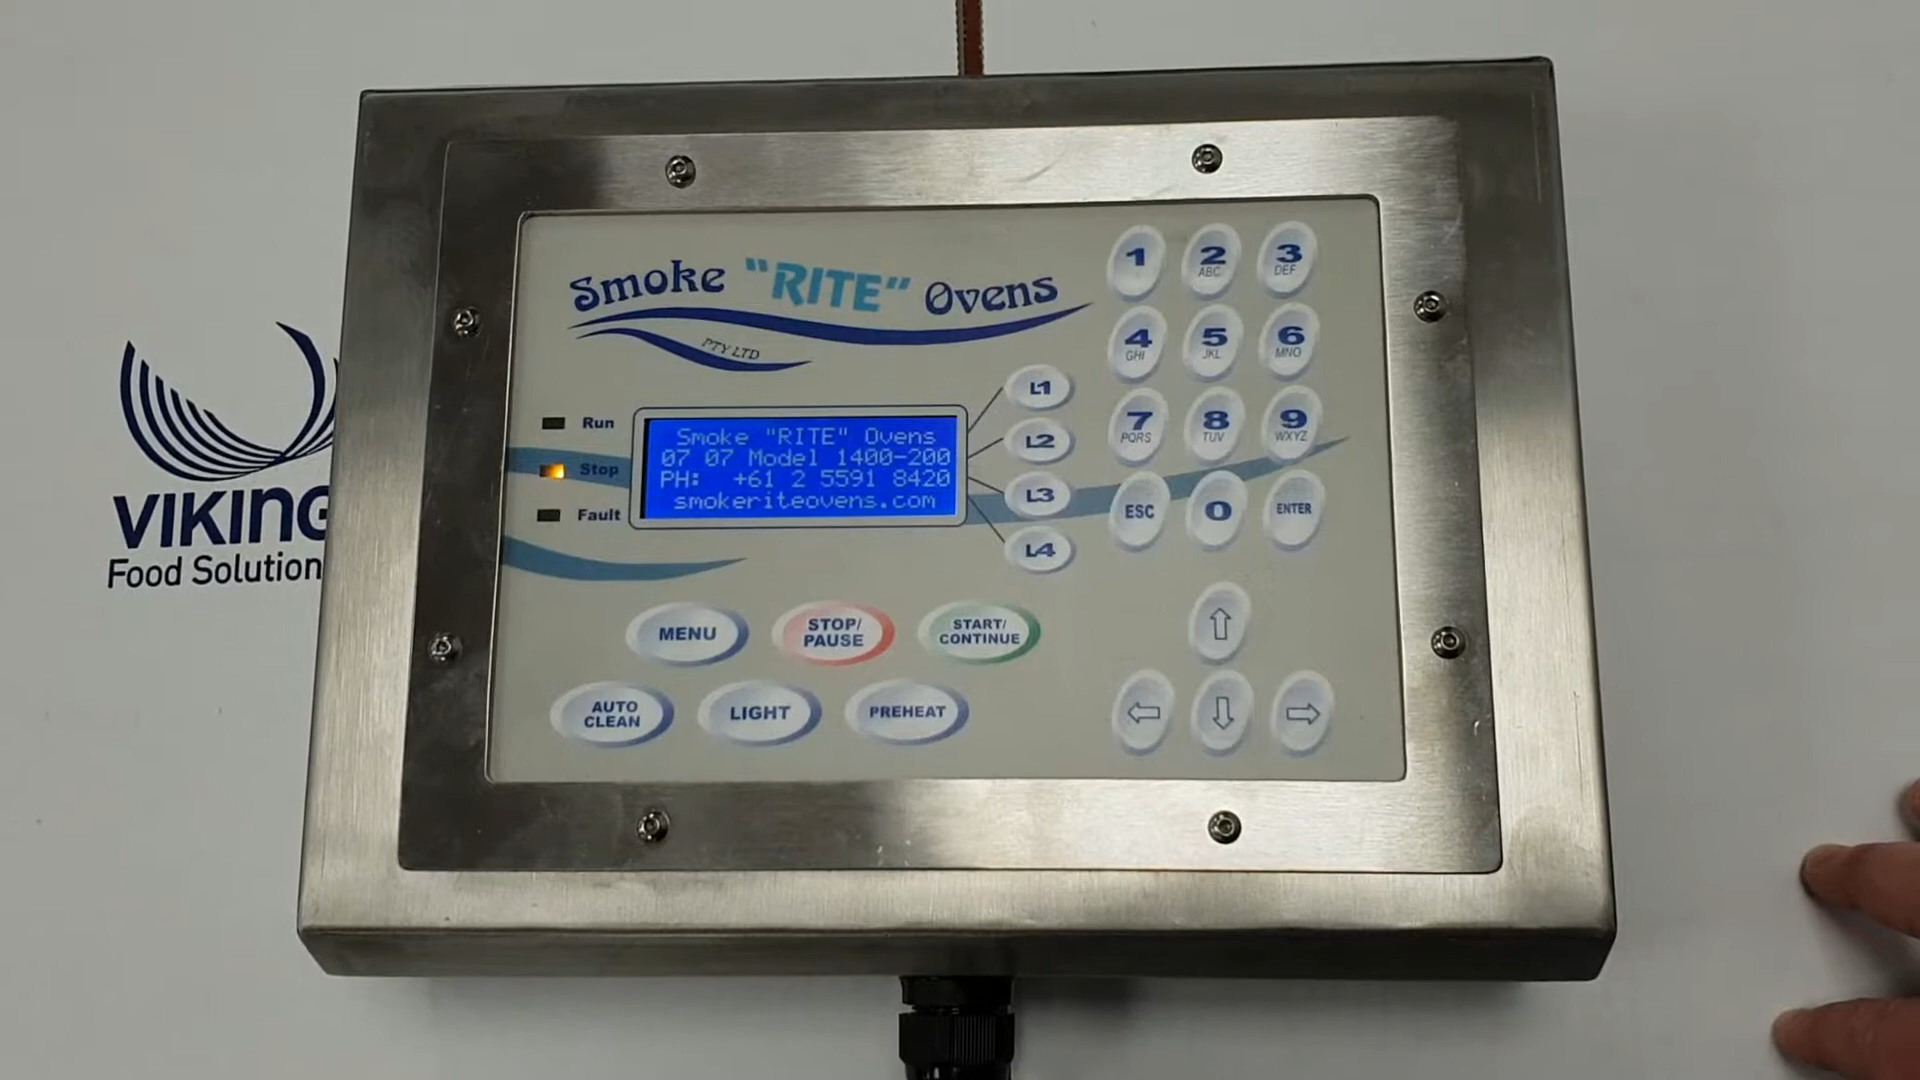 Smoke "RITE" Ovens
PTY LTD
Run
Stop
Fault
Smoke "RITE" Ovens
07 07 Model 1400-200
PH: +61 2 5591 8420
smokeriteovens.com
L1
L2
L3
L4
1
2 ABC
3 DEF
4 GHI
5 JKL
6 MNO
7 PQRS
8 TUV
9 WXYZ
ESC
0
ENTER
MENU
STOP/
PAUSE
START/
CONTINUE
AUTO
CLEAN
LIGHT
PREHEAT
VIKING
Food Solution